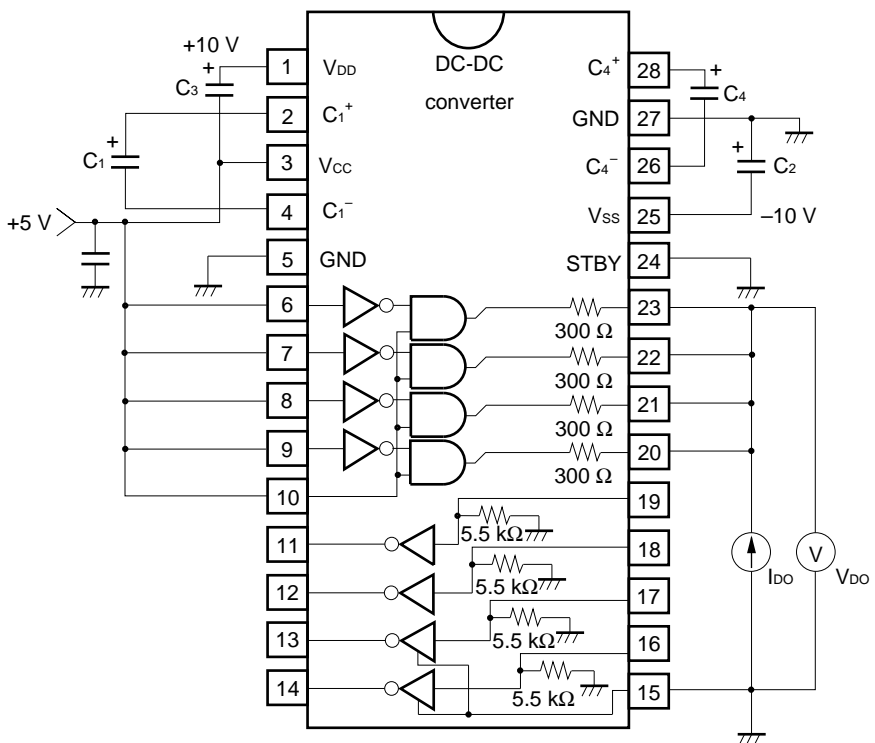 +10 V
C3
C1
+5 V
1 VDD
2 C1+
3 VCC
4 C1−
5 GND
6
7
8
9
10
11
12
13
14
DC-DC
converter
C4+ 28
GND 27
C4− 26
VSS 25
STBY 24
23
22
21
20
19
18
17
16
15
300 Ω
300 Ω
300 Ω
300 Ω
5.5 kΩ
5.5 kΩ
5.5 kΩ
5.5 kΩ
+
+
+
+
C4
C2
–10 V
IDO
V
VDO